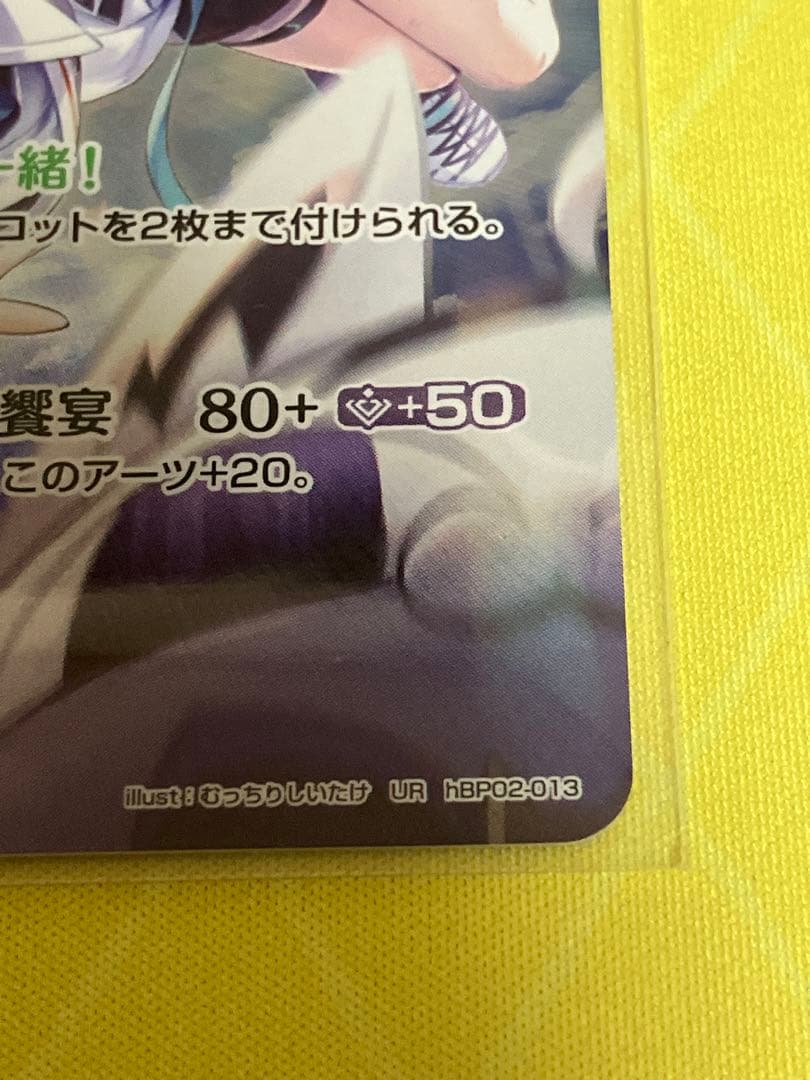 一緒！
コットを2枚まで付けられる。
饗宴 80+ +50
このアーツ+20。
illust：むっちりしいたけ UR hBP02-013